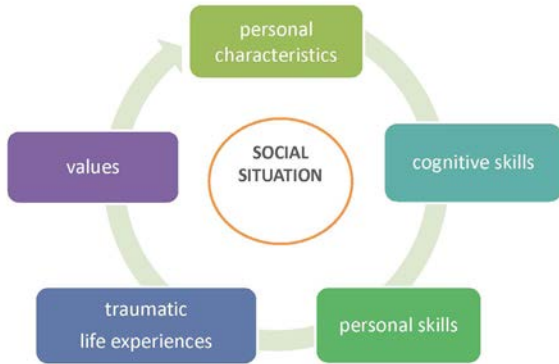 personal
characteristics
SOCIAL
SITUATION
cognitive skills
values
traumatic
life experiences
personal skills